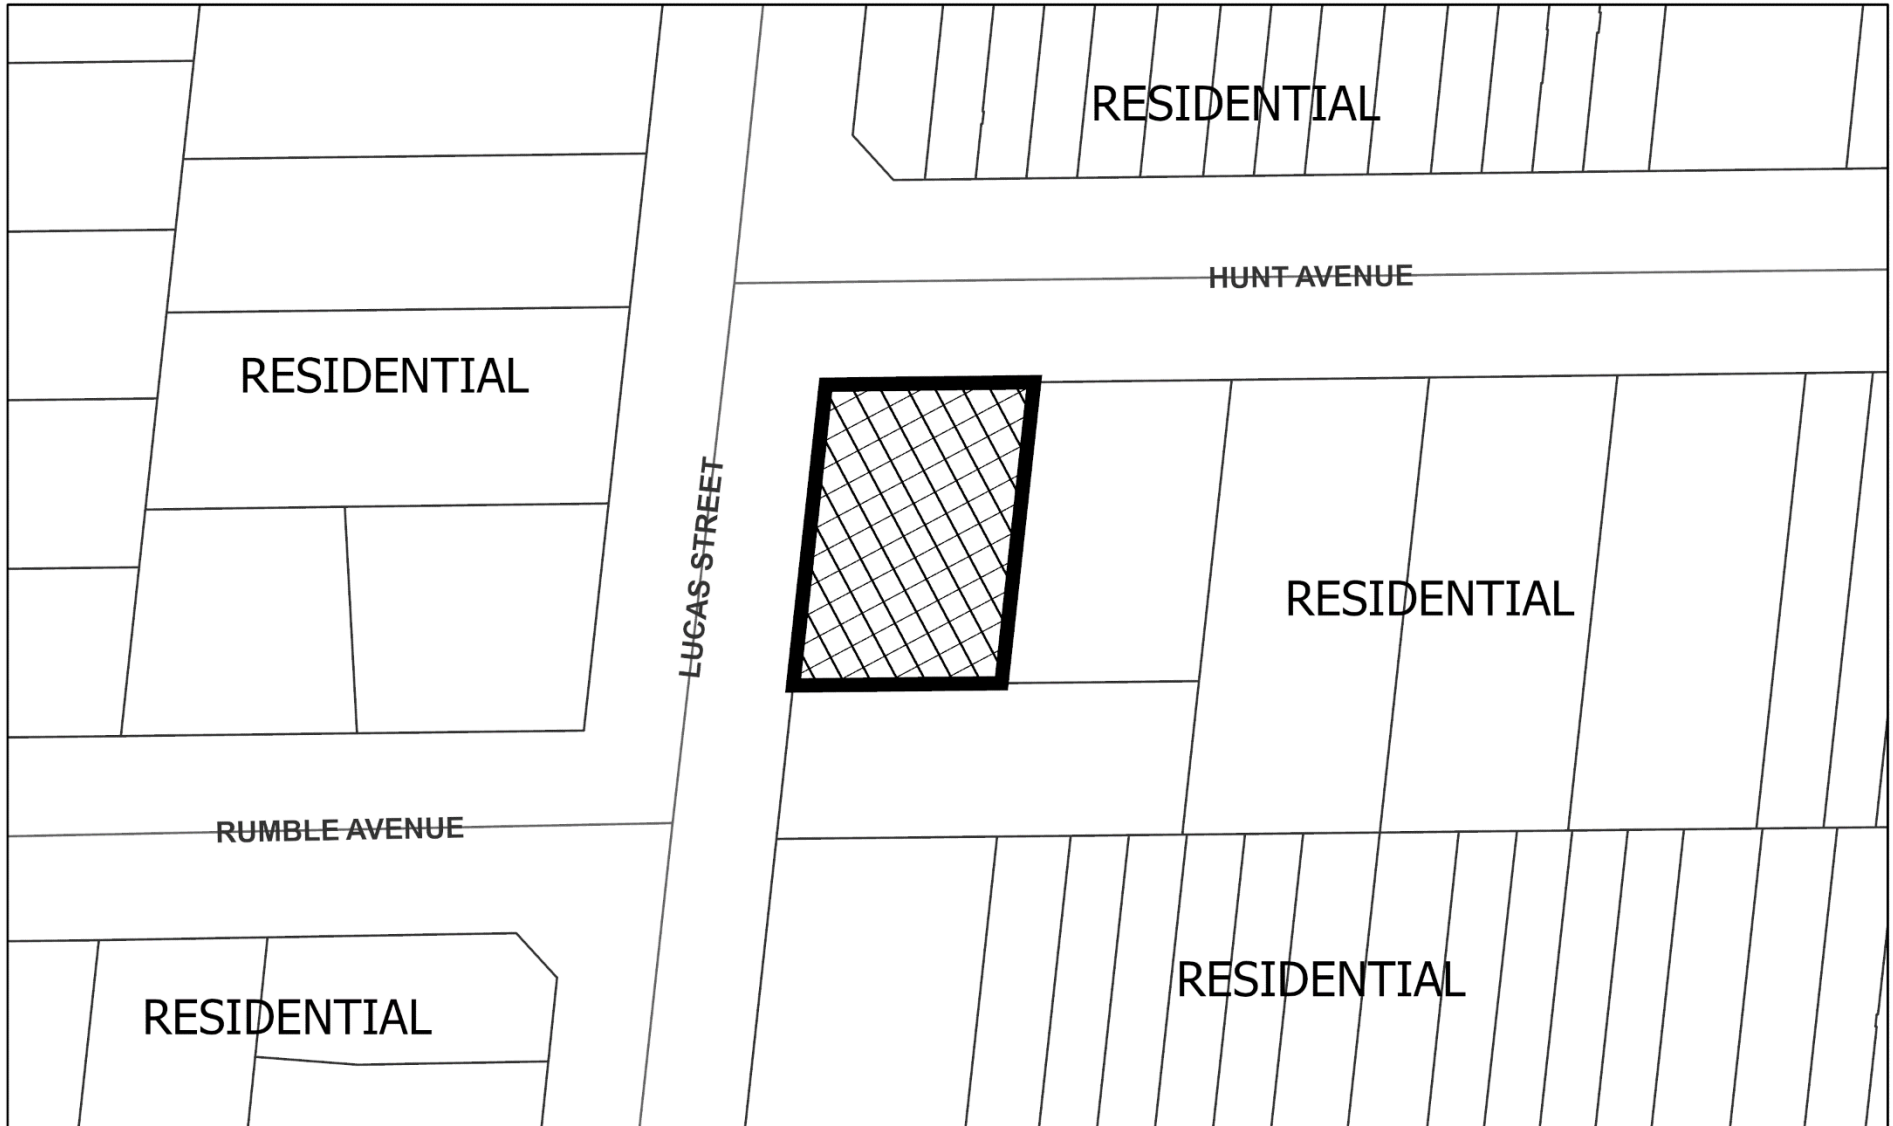 RESIDENTIAL
HUNT AVENUE
RESIDENTIAL
LUCAS STREET
RESIDENTIAL
RUMBLE AVENUE
RESIDENTIAL
RESIDENTIAL